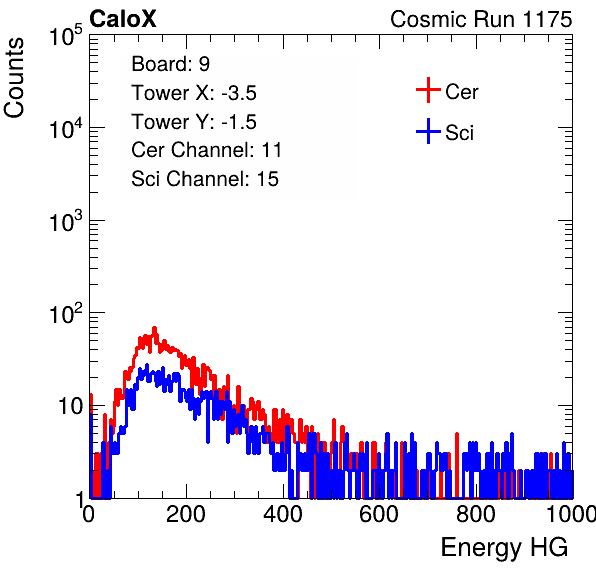 CaloX Cosmic Run 1175
Counts
10^5
10^4
10^3
10^2
10
1
Board: 9
Tower X: -3.5
Tower Y: -1.5
Cer Channel: 11
Sci Channel: 15
Cer
Sci
0 200 400 600 800 1000
Energy HG